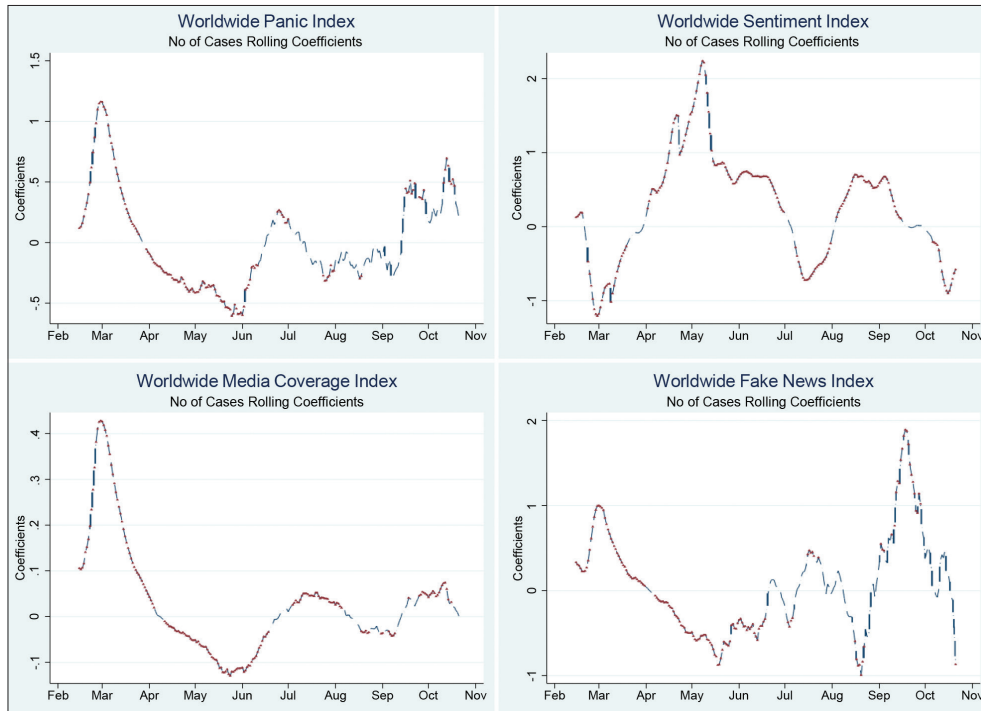 Worldwide Panic Index
No of Cases Rolling Coefficients
Coefficients
1.5
1
.5
0
-.5
Feb Mar Apr May Jun Jul Aug Sep Oct Nov
Worldwide Sentiment Index
No of Cases Rolling Coefficients
Coefficients
2
1
0
-1
Feb Mar Apr May Jun Jul Aug Sep Oct Nov
Worldwide Media Coverage Index
No of Cases Rolling Coefficients
Coefficients
.4
.3
.2
.1
0
-.1
Feb Mar Apr May Jun Jul Aug Sep Oct Nov
Worldwide Fake News Index
No of Cases Rolling Coefficients
Coefficients
2
1
0
-1
Feb Mar Apr May Jun Jul Aug Sep Oct Nov